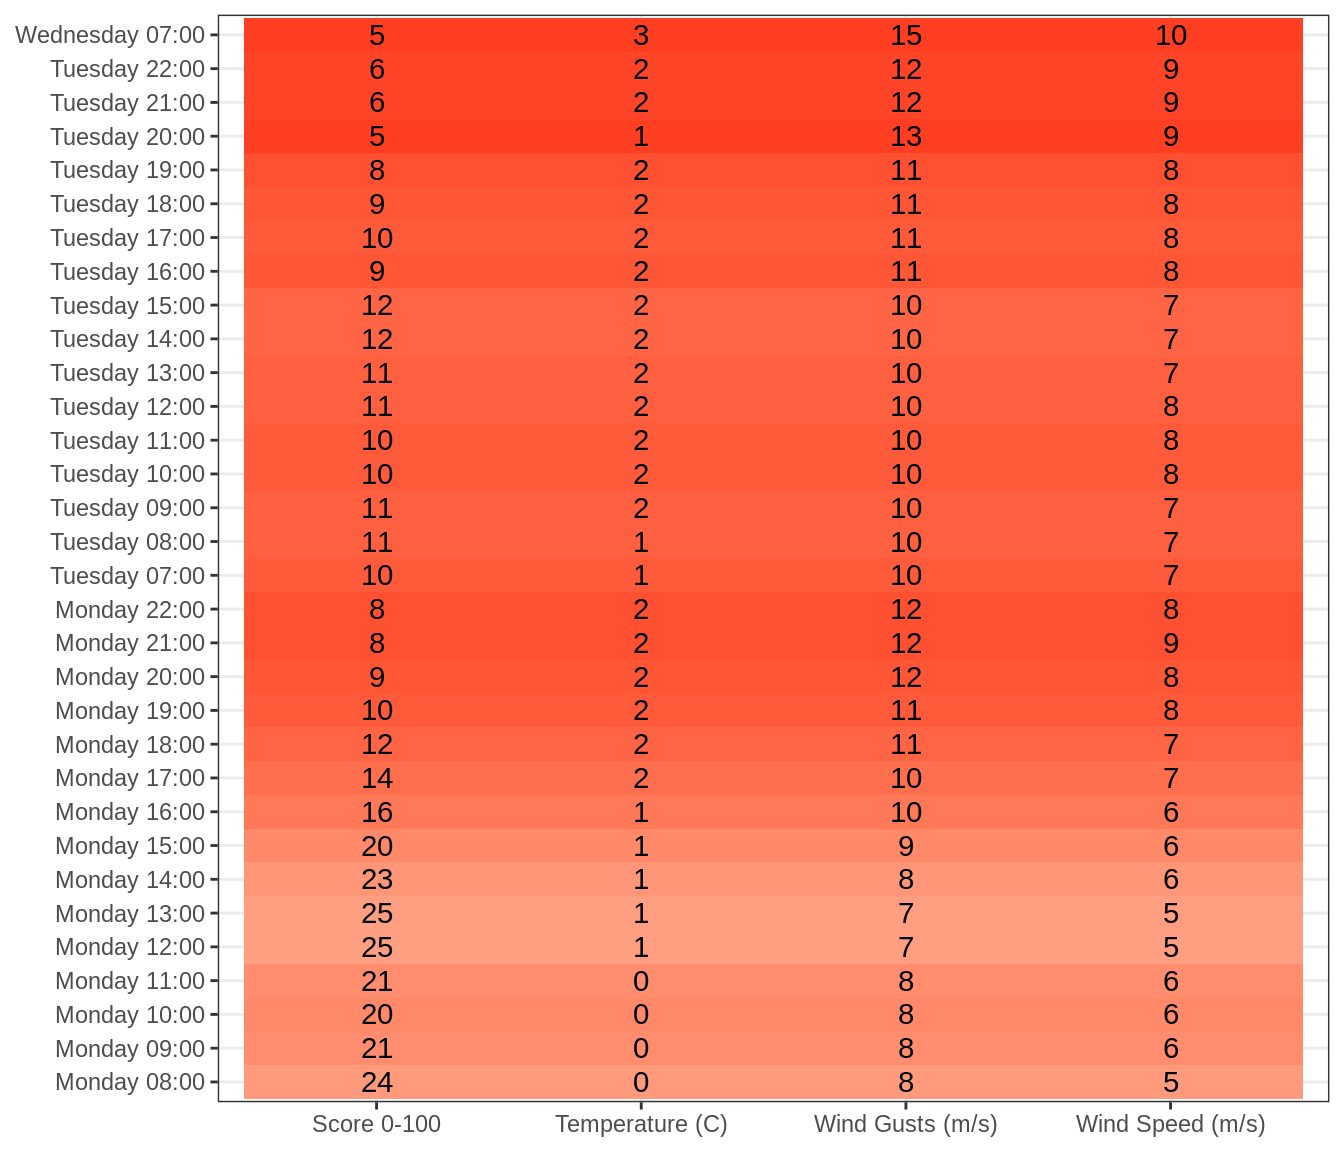 Wednesday 07:00 5 3 15 10
Tuesday 22:00 6 2 12 9
Tuesday 21:00 6 2 12 9
Tuesday 20:00 5 1 13 9
Tuesday 19:00 8 2 11 8
Tuesday 18:00 9 2 11 8
Tuesday 17:00 10 2 11 8
Tuesday 16:00 9 2 11 8
Tuesday 15:00 12 2 10 7
Tuesday 14:00 12 2 10 7
Tuesday 13:00 11 2 10 7
Tuesday 12:00 11 2 10 8
Tuesday 11:00 10 2 10 8
Tuesday 10:00 10 2 10 8
Tuesday 09:00 11 2 10 7
Tuesday 08:00 11 1 10 7
Tuesday 07:00 10 1 10 7
Monday 22:00 8 2 12 8
Monday 21:00 8 2 12 9
Monday 20:00 9 2 12 8
Monday 19:00 10 2 11 8
Monday 18:00 12 2 11 7
Monday 17:00 14 2 10 7
Monday 16:00 16 1 10 6
Monday 15:00 20 1 9 6
Monday 14:00 23 1 8 6
Monday 13:00 25 1 7 5
Monday 12:00 25 1 7 5
Monday 11:00 21 0 8 6
Monday 10:00 20 0 8 6
Monday 09:00 21 0 8 6
Monday 08:00 24 0 8 5
Score 0-100 Temperature (C) Wind Gusts (m/s) Wind Speed (m/s)